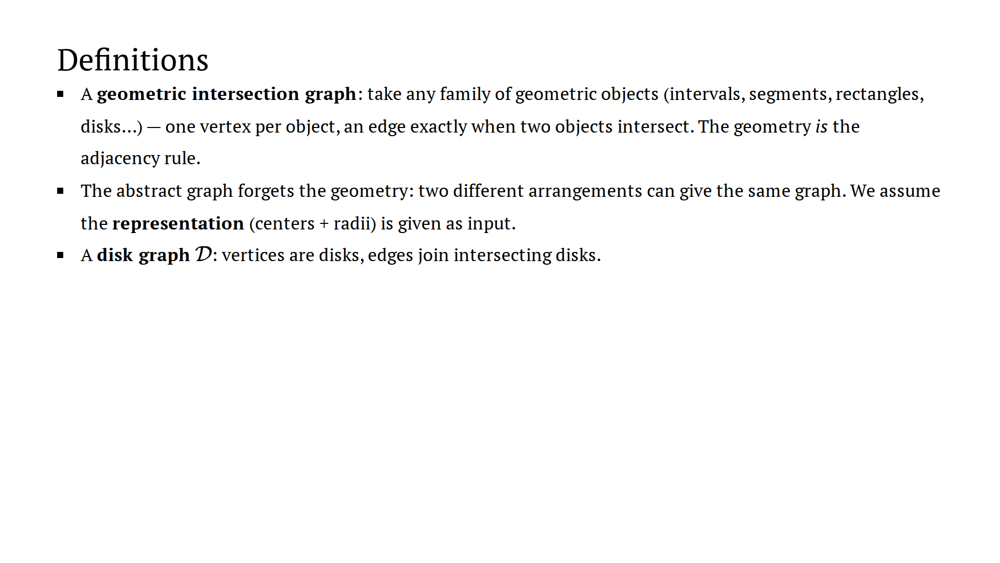 Definitions
▪ A geometric intersection graph: take any family of geometric objects (intervals, segments, rectangles,
disks…) — one vertex per object, an edge exactly when two objects intersect. The geometry is the
adjacency rule.
▪ The abstract graph forgets the geometry: two different arrangements can give the same graph. We assume
the representation (centers + radii) is given as input.
▪ A disk graph 𝒟: vertices are disks, edges join intersecting disks.